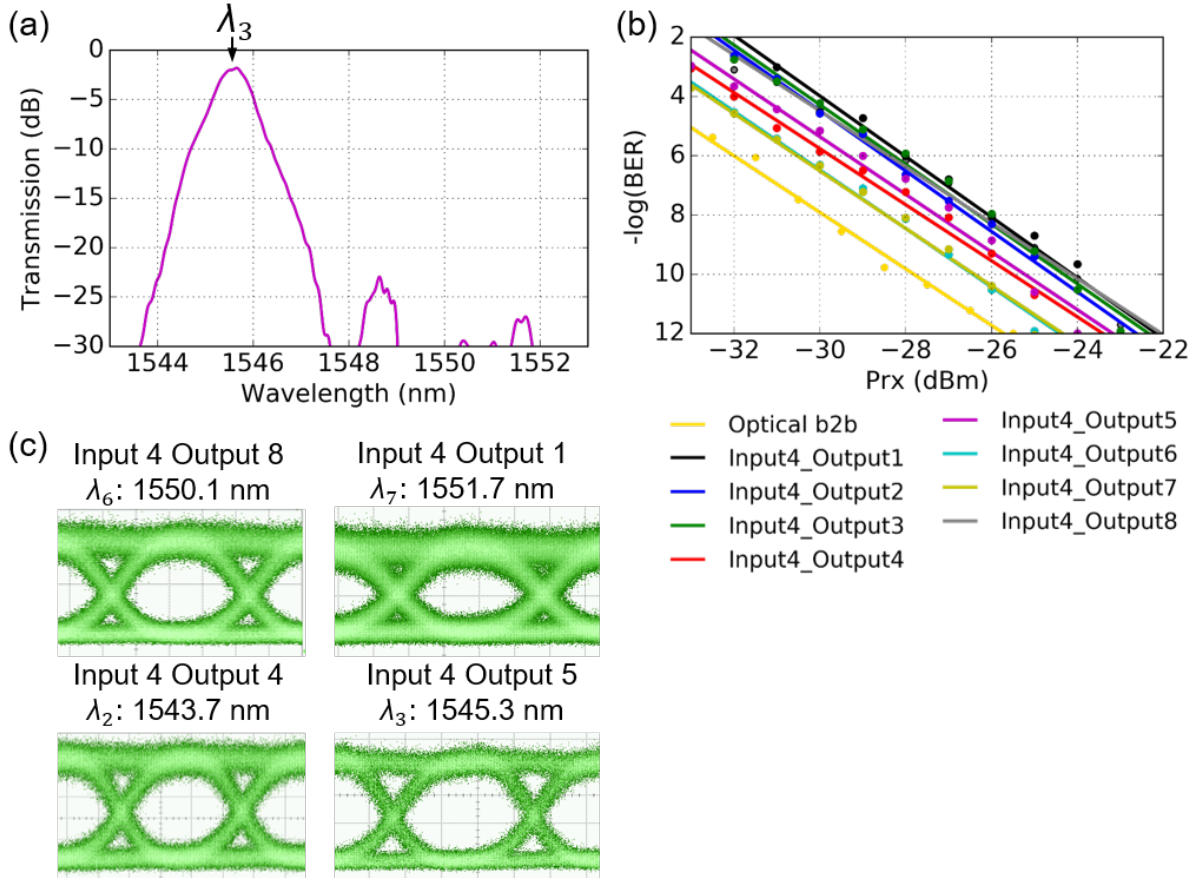 (a)
λ₃
0
−5
−10
−15
−20
−25
−30
Transmission (dB)
1544 1546 1548 1550 1552
Wavelength (nm)
(b)
2
4
6
8
10
12
-log(BER)
−32 −30 −28 −26 −24 −22
Prx (dBm)
Optical b2b
Input4_Output1
Input4_Output2
Input4_Output3
Input4_Output4
Input4_Output5
Input4_Output6
Input4_Output7
Input4_Output8
(c)
Input 4 Output 8
λ₆: 1550.1 nm
Input 4 Output 1
λ₇: 1551.7 nm
Input 4 Output 4
λ₂: 1543.7 nm
Input 4 Output 5
λ₃: 1545.3 nm